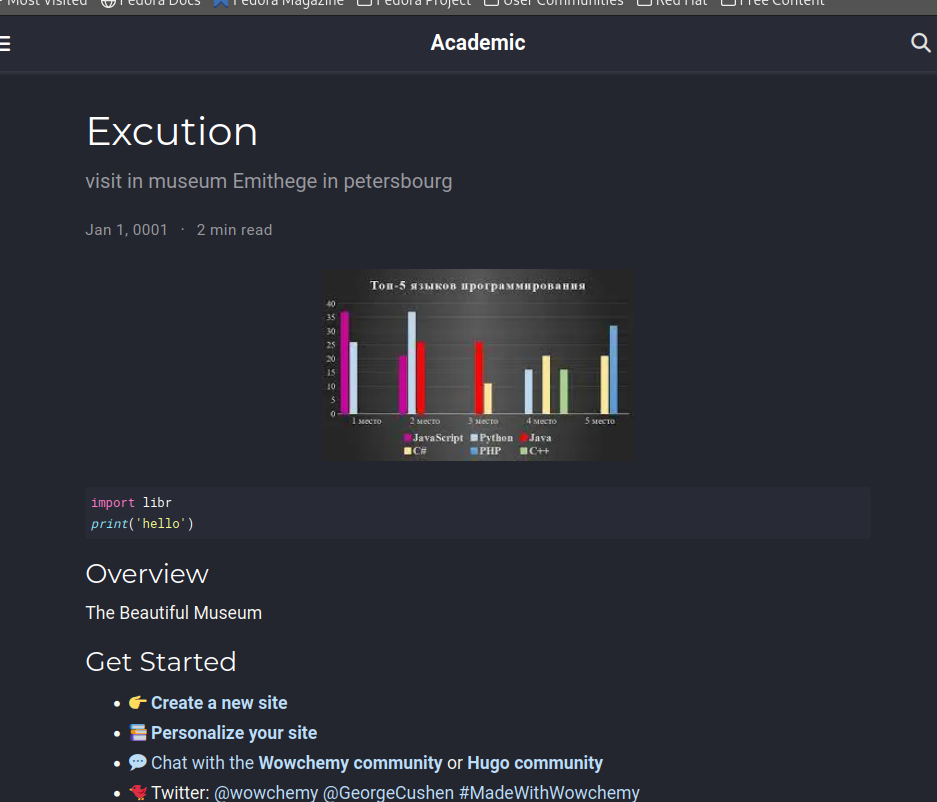 Most Visited Fedora Docs Fedora Magazine Fedora Project User Communities Red Hat Free Content
Academic
Excution
visit in museum Emithege in petersbourg
Jan 1, 0001 · 2 min read
Топ-5 языков программирования
40
35
30
25
20
15
10
5
0
1 место 2 место 3 место 4 место 5 место
JavaScript Python Java
C# PHP C++
import libr
print('hello')
Overview
The Beautiful Museum
Get Started
👉 Create a new site
📚 Personalize your site
💬 Chat with the Wowchemy community or Hugo community
🐦 Twitter: @wowchemy @GeorgeCushen #MadeWithWowchemy